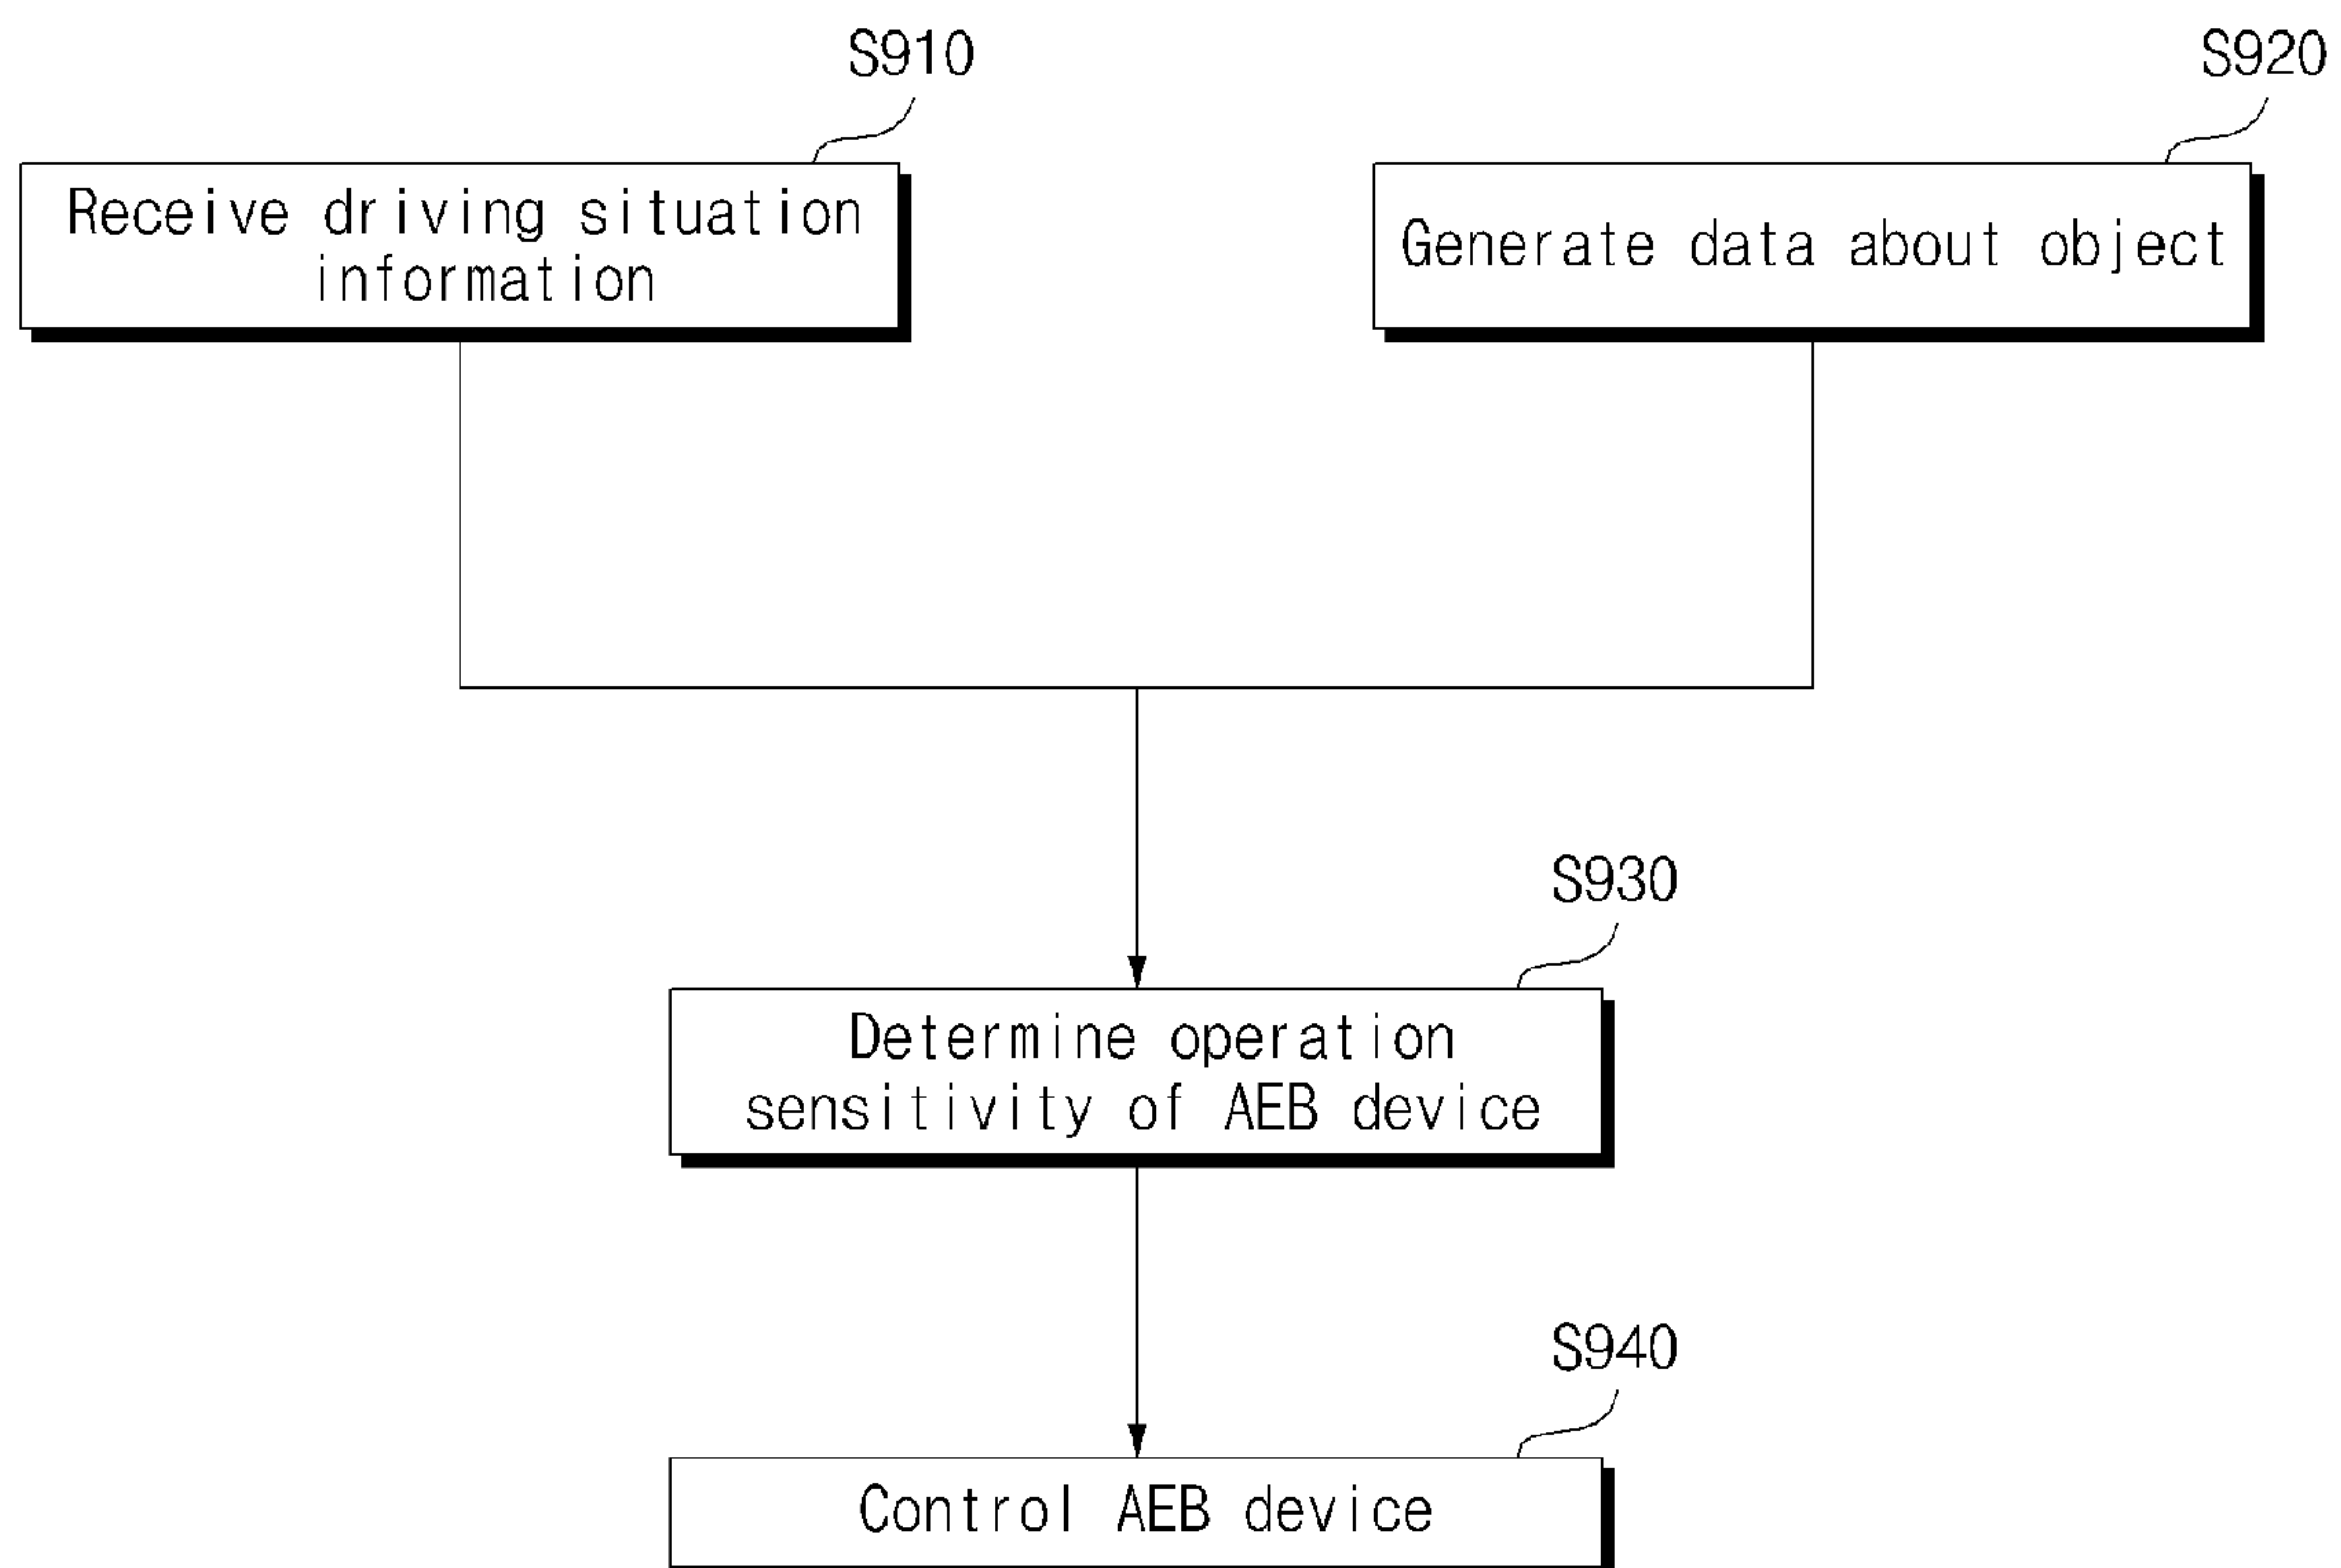 S910
S920
Receive driving situation
information
Generate data about object
S930
Determine operation
sensitivity of AEB device
S940
Control AEB device